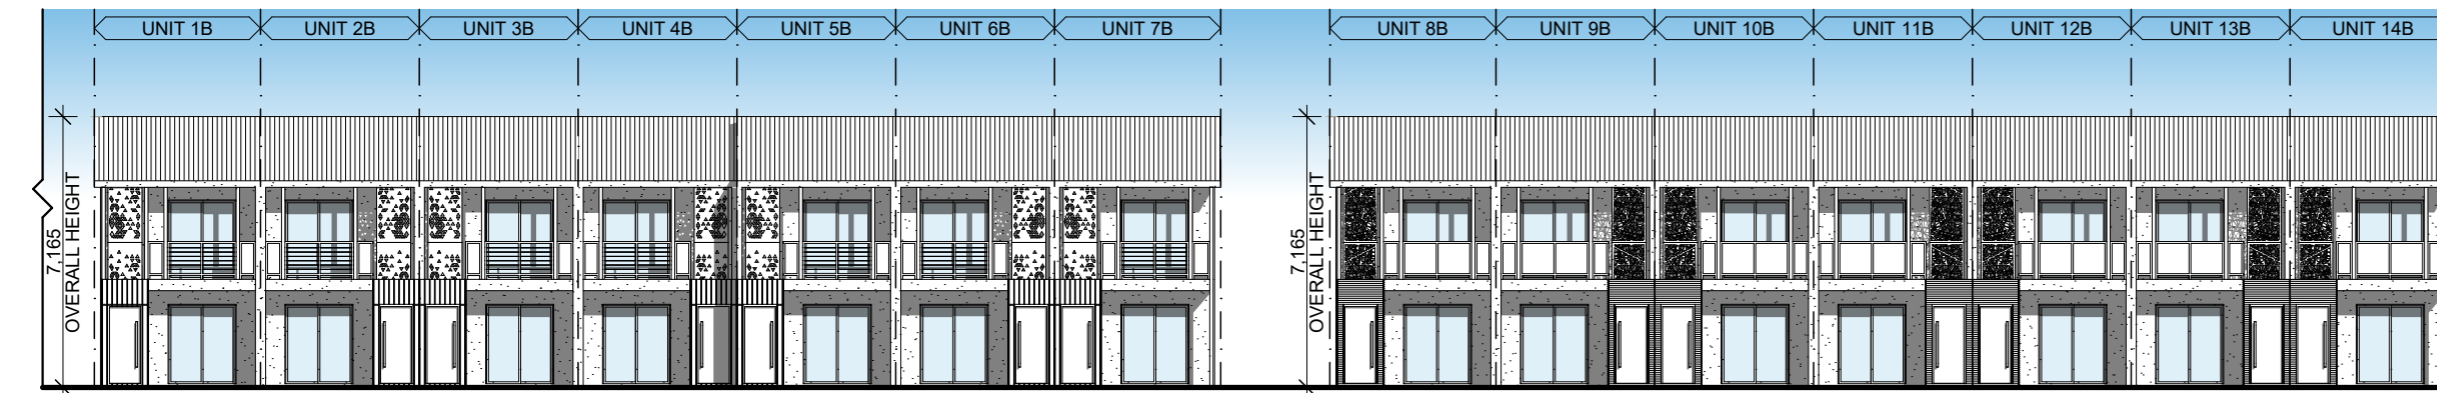 UNIT 1B
UNIT 2B
UNIT 3B
UNIT 4B
UNIT 5B
UNIT 6B
UNIT 7B
UNIT 8B
UNIT 9B
UNIT 10B
UNIT 11B
UNIT 12B
UNIT 13B
UNIT 14B
7,165
OVERALL HEIGHT
7,165
OVERALL HEIGHT